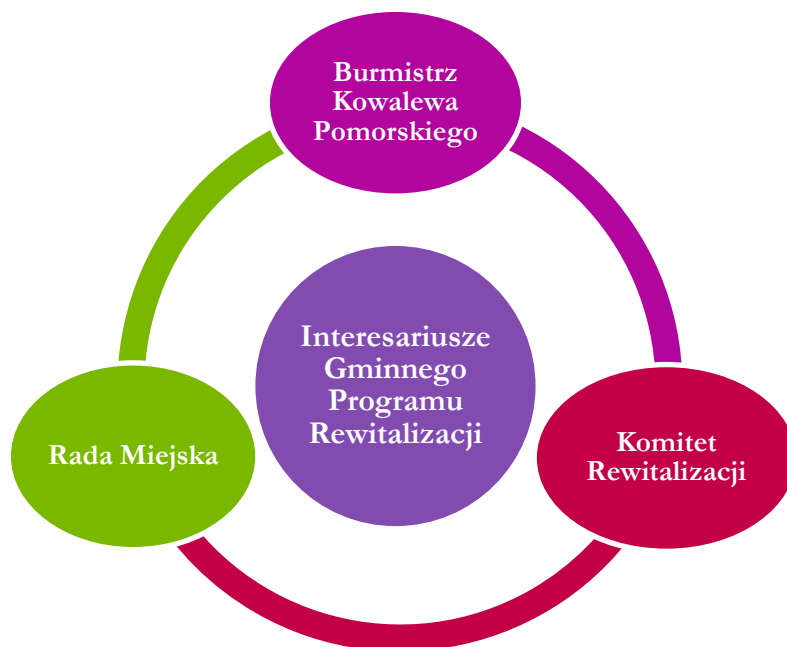 Burmistrz
Kowalewa
Pomorskiego
Interesariusze
Gminnego
Programu
Rewitalizacji
Rada Miejska
Komitet
Rewitalizacji